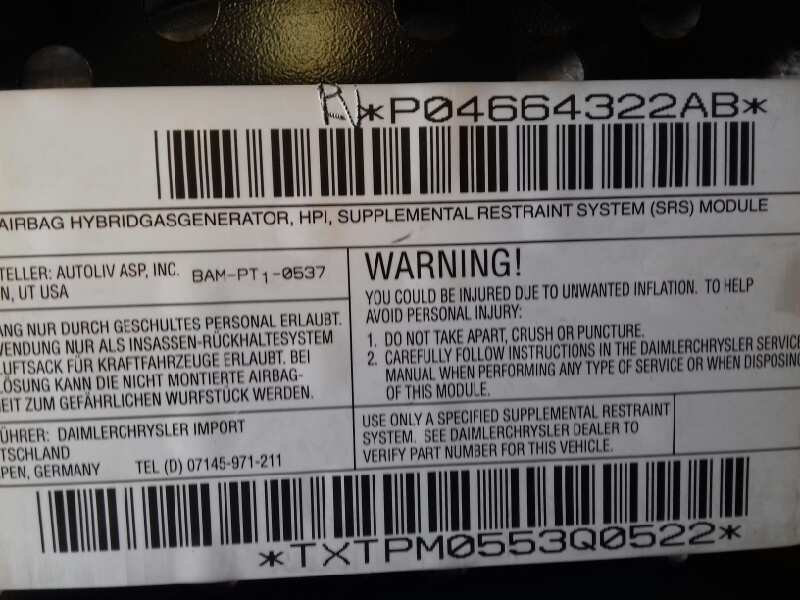 RV *P04664322AB*
AIRBAG HYBRIDGASGENERATOR, HPI, SUPPLEMENTAL RESTRAINT SYSTEM (SRS) MODULE
TELLER: AUTOLIV ASP, INC. BAM-PT1-0537
N, UT USA
ANG NUR DURCH GESCHULTES PERSONAL ERLAUBT.
WENDUNG NUR ALS INSASSEN-RÜCKHALTESYSTEM
LUFTSACK FÜR KRAFTFAHRZEUGE ERLAUBT. BEI
LÖSUNG KANN DIE NICHT MONTIERTE AIRBAG-
EIT ZUM GEFÄHRLICHEN WURFSTÜCK WERDEN.
ÜHRER: DAIMLERCHRYSLER IMPORT
TSCHLAND
PEN, GERMANY TEL (D) 07145-971-211
WARNING!
YOU COULD BE INJURED DUE TO UNWANTED INFLATION. TO HELP
AVOID PERSONAL INJURY:
1. DO NOT TAKE APART, CRUSH OR PUNCTURE.
2. CAREFULLY FOLLOW INSTRUCTIONS IN THE DAIMLERCHRYSLER SERVICE
MANUAL WHEN PERFORMING ANY TYPE OF SERVICE OR WHEN DISPOSING
OF THIS MODULE.
USE ONLY A SPECIFIED SUPPLEMENTAL RESTRAINT
SYSTEM. SEE DAIMLERCHRYSLER DEALER TO
VERIFY PART NUMBER FOR THIS VEHICLE.
*TXTPM0553Q0522*